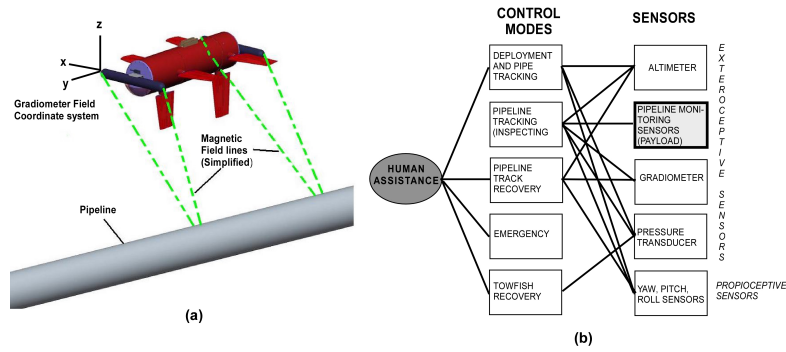 z
x
y
Gradiometer Field
Coordinate system
Magnetic
Field lines
(Simplified)
Pipeline
(a)
CONTROL
MODES
SENSORS
HUMAN
ASSISTANCE
DEPLOYMENT
AND PIPE
TRACKING
PIPELINE
TRACKING
(INSPECTING
PIPELINE
TRACK
RECOVERY
EMERGENCY
TOWFISH
RECOVERY
ALTIMETER
PIPELINE MONI-
TORING
SENSORS
(PAYLOAD)
GRADIOMETER
PRESSURE
TRANSDUCER
YAW, PITCH,
ROLL SENSORS
EXTEROCEPTIVE SENSORS
PROPIOCEPTIVE
SENSORS
(b)